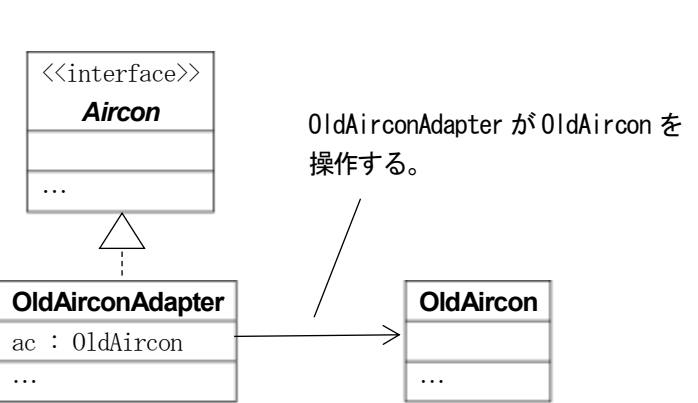 <<interface>>
Aircon
…
OldAirconAdapter が OldAircon を
操作する。
OldAirconAdapter
ac : OldAircon
…
OldAircon
…